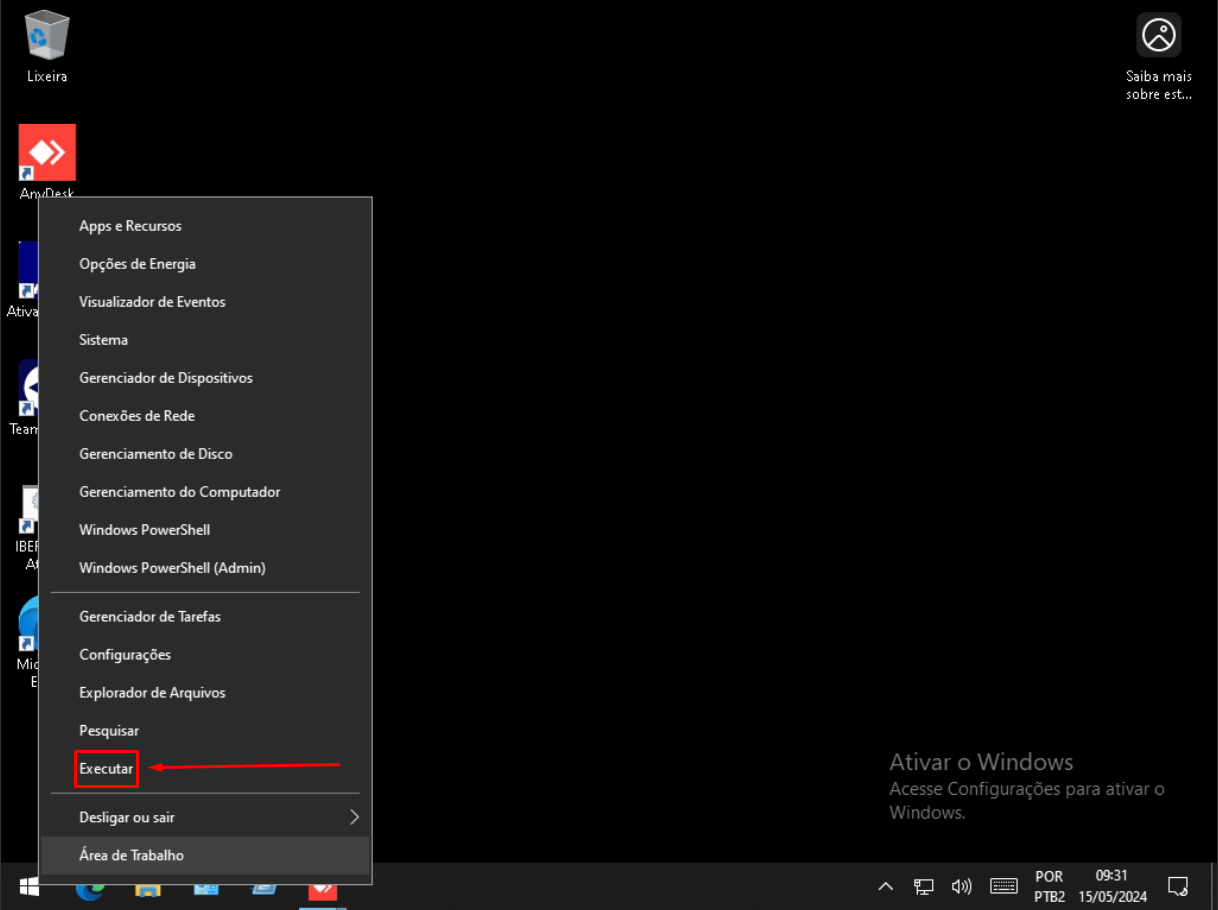 Lixeira
Saiba mais
sobre est...
AnyDesk
Apps e Recursos
Opções de Energia
Visualizador de Eventos
Sistema
Gerenciador de Dispositivos
Conexões de Rede
Gerenciamento de Disco
Gerenciamento do Computador
Windows PowerShell
Windows PowerShell (Admin)
Gerenciador de Tarefas
Configurações
Explorador de Arquivos
Pesquisar
Executar
Desligar ou sair
Área de Trabalho
Ativa
Team
Mic
E
Ativar o Windows
Acesse Configurações para ativar o
Windows.
POR
PTB2
09:31
15/05/2024